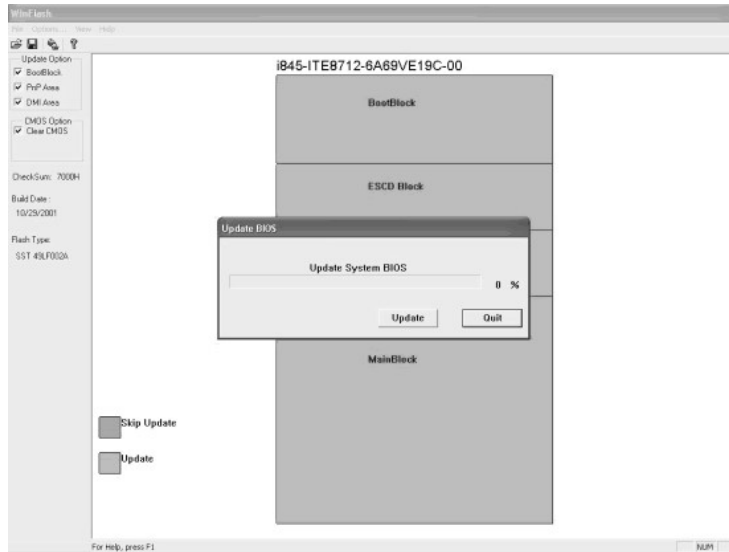 WinFlash
File Options... View Help
Update Option
BootBlock
PnP Area
DMI Area
CMOS Option
Clear CMOS
CheckSum: 7000H
Build Date :
10/29/2001
Flash Type:
SST 49LF002A
i845-ITE8712-6A69VE19C-00
BootBlock
ESCD Block
Update BIOS
Update System BIOS
0 %
Update
Quit
MainBlock
Skip Update
Update
For Help, press F1
NUM